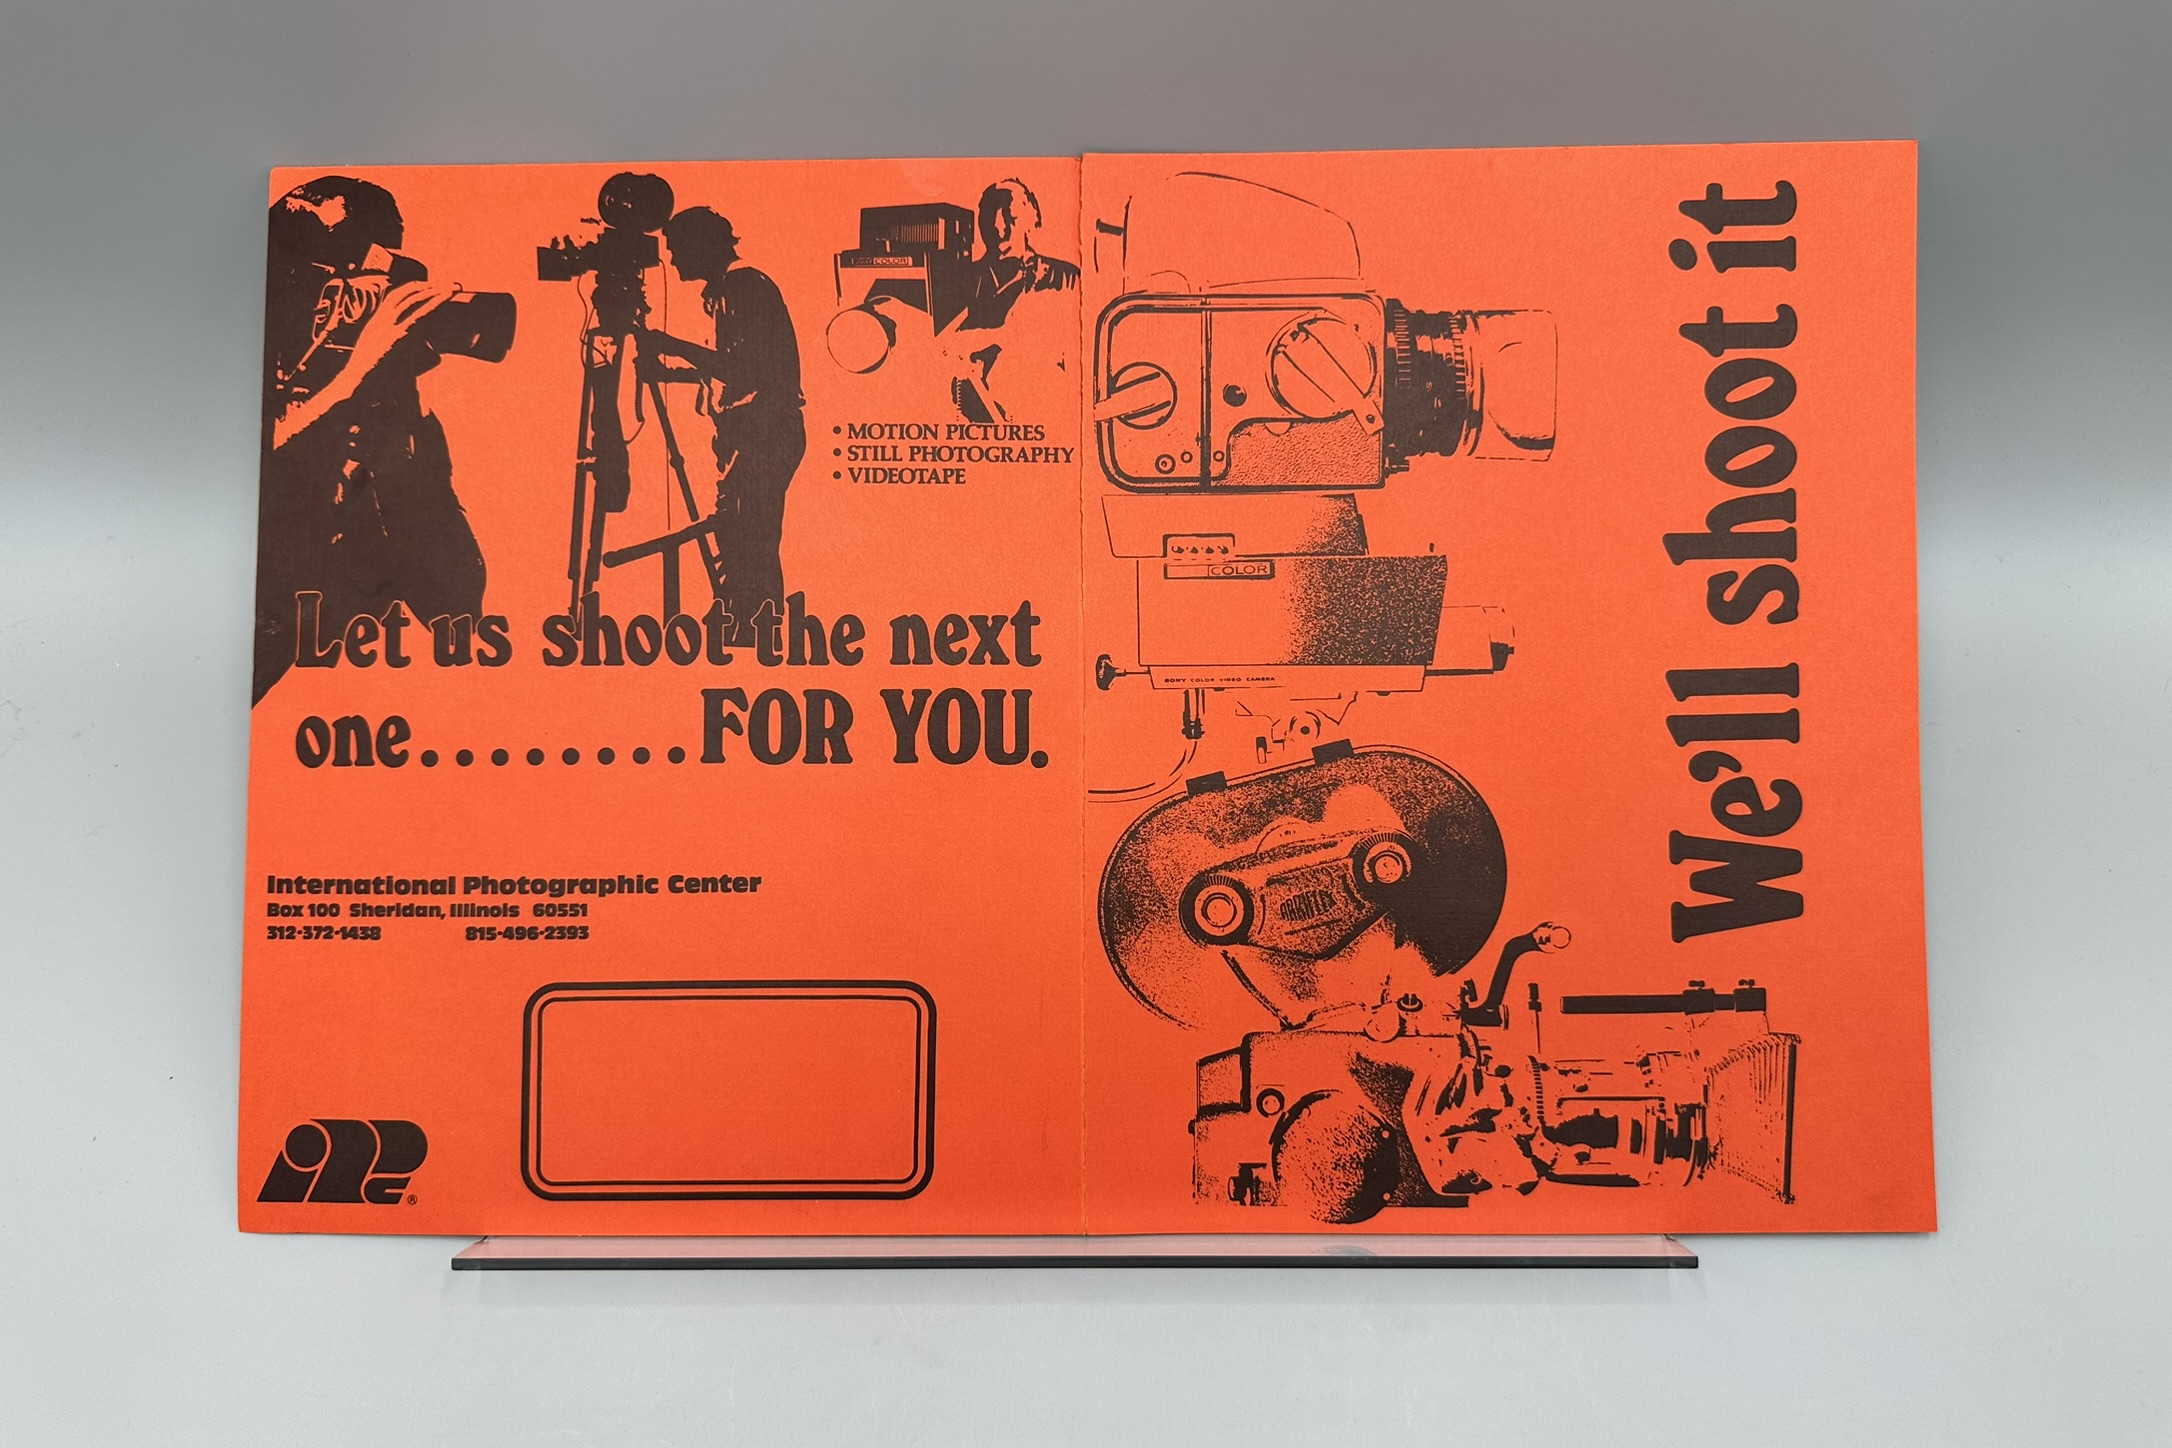 COLOR
• MOTION PICTURES
• STILL PHOTOGRAPHY
• VIDEOTAPE
Let us shoot the next
one........FOR YOU.
International Photographic Center
Box 100 Sheridan, Illinois 60551
312-372-1438 815-496-2393
ipc ®
COLOR
SONY COLOR VIDEO CAMERA
ARRIFLEX
We'll shoot it